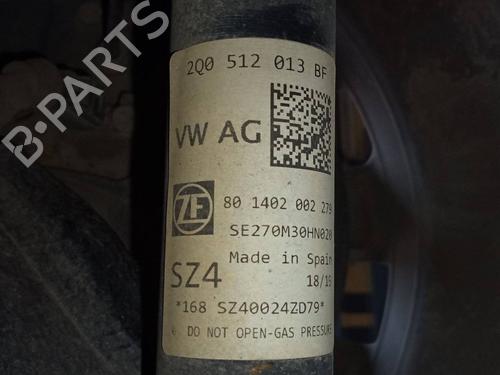 2Q0 512 013 BF
VW AG
ZF
80 1402 002 279
SE270M30HN020
Made in Spain
SZ4
18/19
*168 SZ40024ZD79*
DO NOT OPEN-GAS PRESSURE
B-PARTS